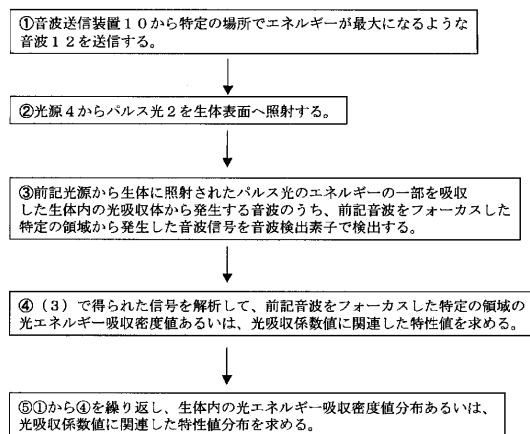 ①音波送信装置10から特定の場所でエネルギーが最大になるような
音波12を送信する。
②光源4からパルス光2を生体表面へ照射する。
③前記光源から生体に照射されたパルス光のエネルギーの一部を吸収
した生体内の光吸収体から発生する音波のうち、前記音波をフォーカスした
特定の領域から発生した音波信号を音波検出素子で検出する。
④(3)で得られた信号を解析して、前記音波をフォーカスした特定の領域の
光エネルギー吸収密度値あるいは、光吸収係数値に関連した特性値を求める。
⑤①から④を繰り返し、生体内の光エネルギー吸収密度値分布あるいは、
光吸収係数値に関連した特性値分布を求める。